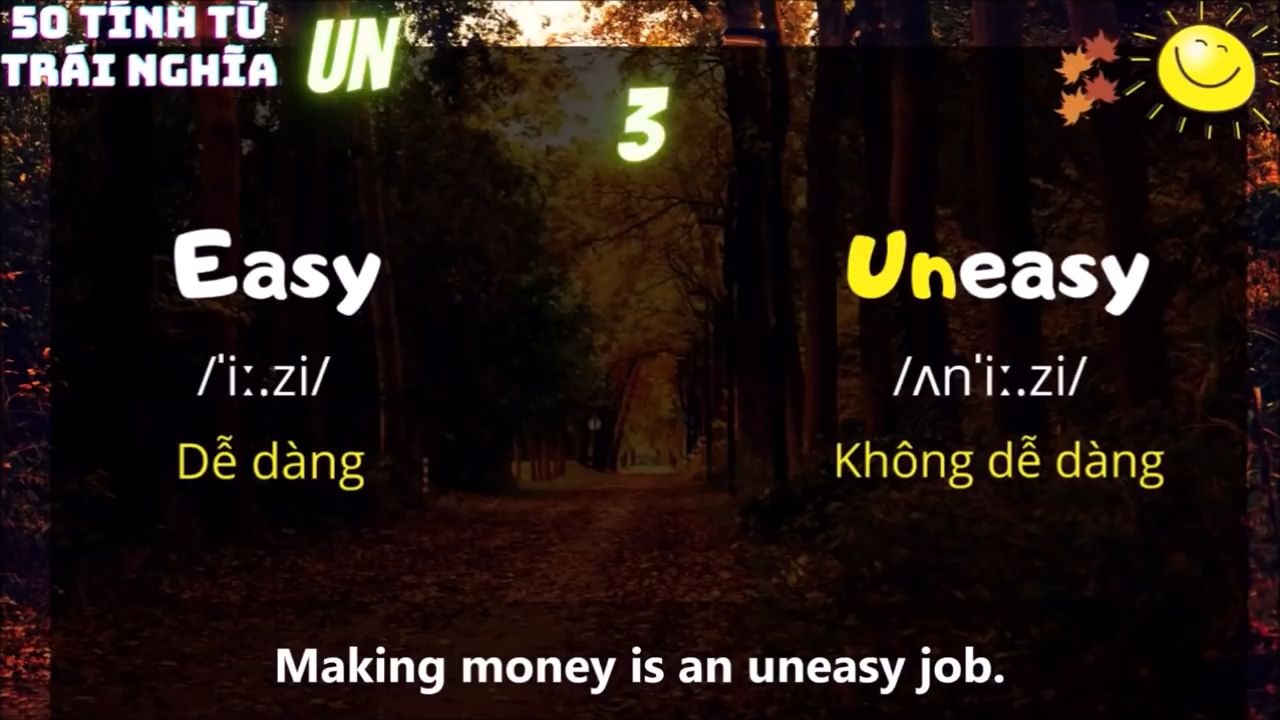 50 TÍNH TỪ
TRÁI NGHĨA
UN
3
Easy
Uneasy
/ˈiː.zi/
/ʌnˈiː.zi/
Dễ dàng
Không dễ dàng
Making money is an uneasy job.